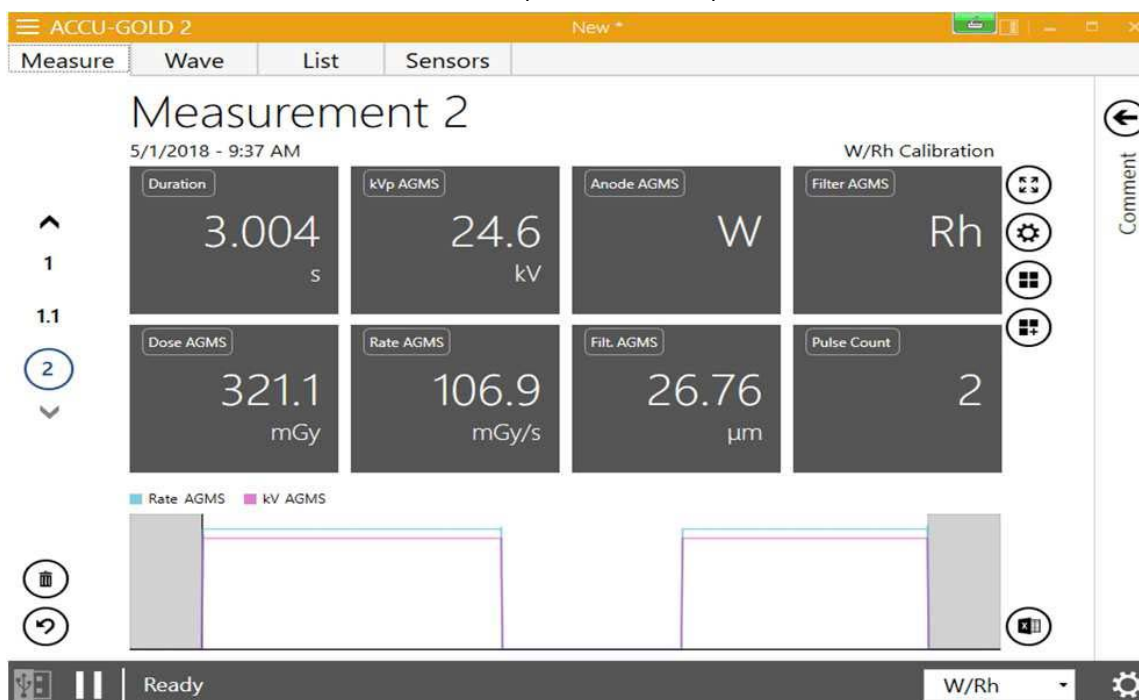 ACCU-GOLD 2 New *
Measure Wave List Sensors
Measurement 2
5/1/2018 - 9:37 AM W/Rh Calibration
Comment
Duration kVp AGMS Anode AGMS Filter AGMS
3.004 24.6 W Rh
s kV
1
1.1
2
Dose AGMS Rate AGMS Filt. AGMS Pulse Count
321.1 106.9 26.76 2
mGy mGy/s µm
Rate AGMS kV AGMS
Ready W/Rh